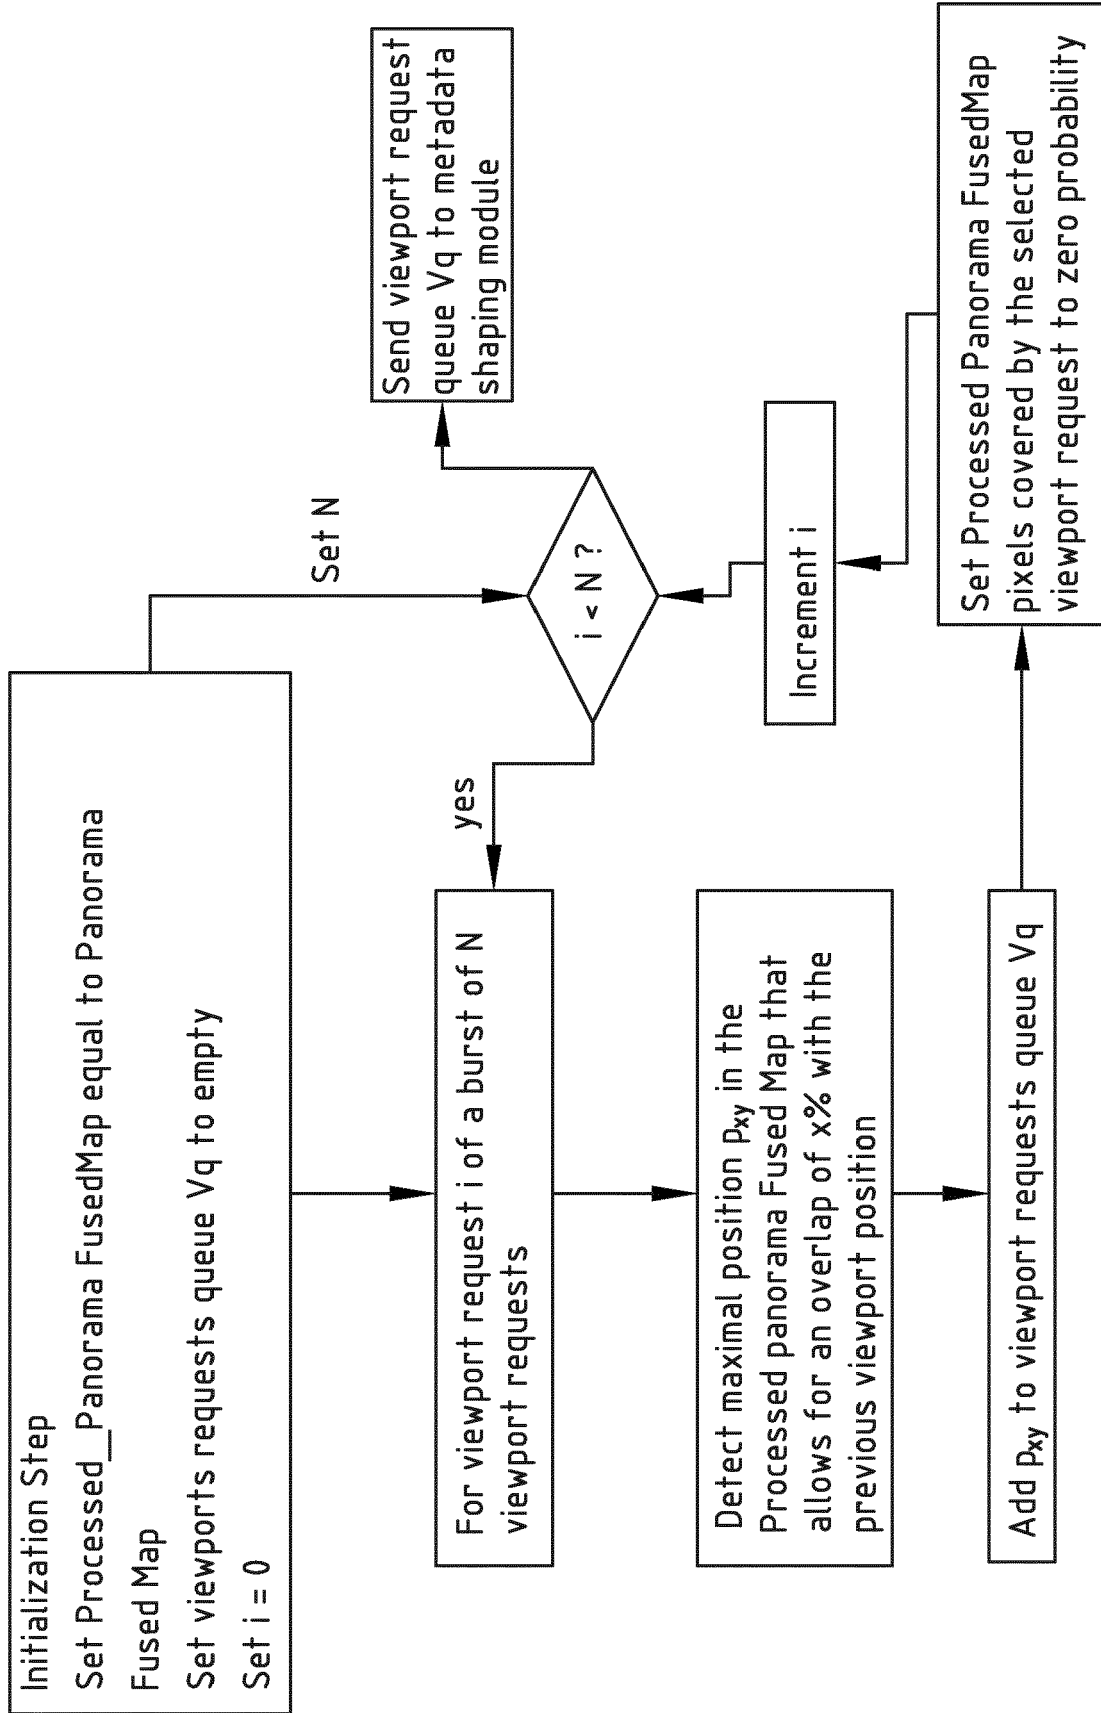 Initialization Step
Set Processed_Panorama FusedMap equal to Panorama
Fused Map
Set viewports requests queue Vq to empty
Set i = 0
Set N
For viewport request i of a burst of N
viewport requests
yes
i < N ?
Send viewport request
queue Vq to metadata
shaping module
Detect maximal position pxy in the
Processed panorama Fused Map that
allows for an overlap of x% with the
previous viewport position
Increment i
Add pxy to viewport requests queue Vq
Set Processed Panorama FusedMap
pixels covered by the selected
viewport request to zero probability